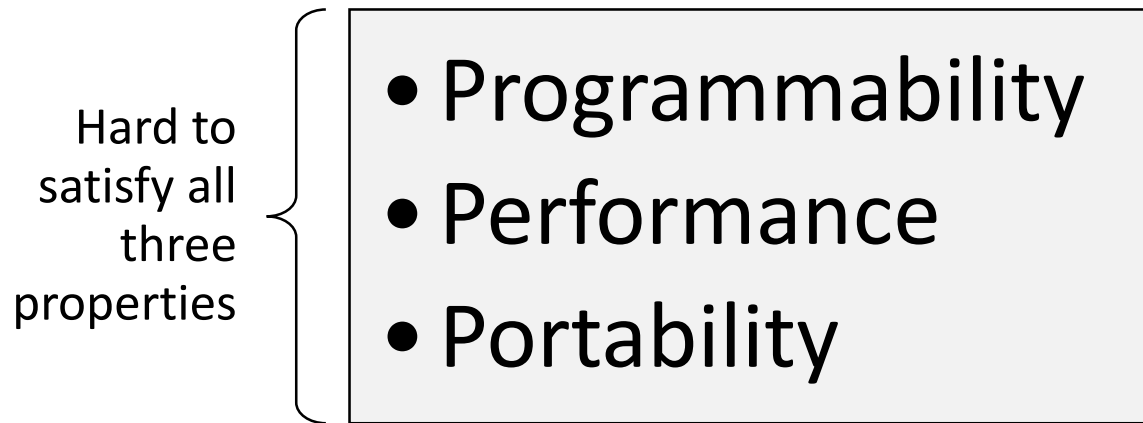 Hard to
satisfy all
three
properties
• Programmability
• Performance
• Portability